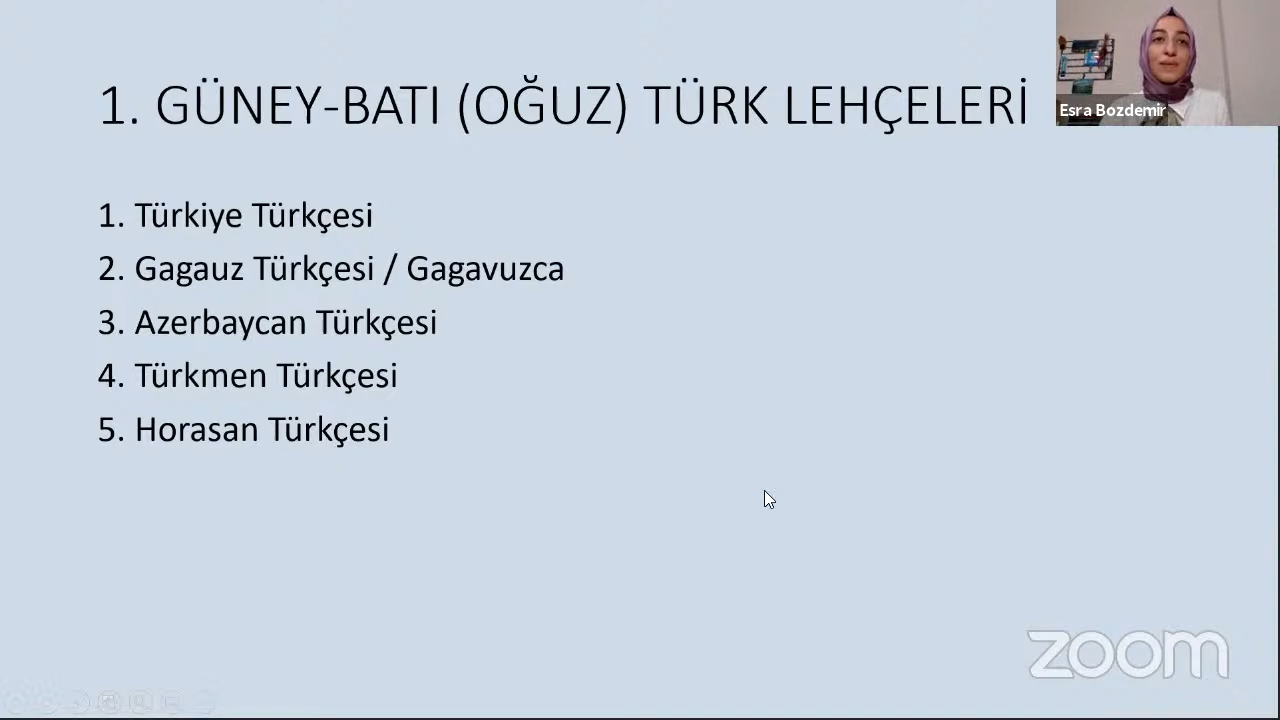 1. GÜNEY-BATI (OĞUZ) TÜRK LEHÇELERİ
Esra Bozdemir
1. Türkiye Türkçesi
2. Gagauz Türkçesi / Gagavuzca
3. Azerbaycan Türkçesi
4. Türkmen Türkçesi
5. Horasan Türkçesi
zoom